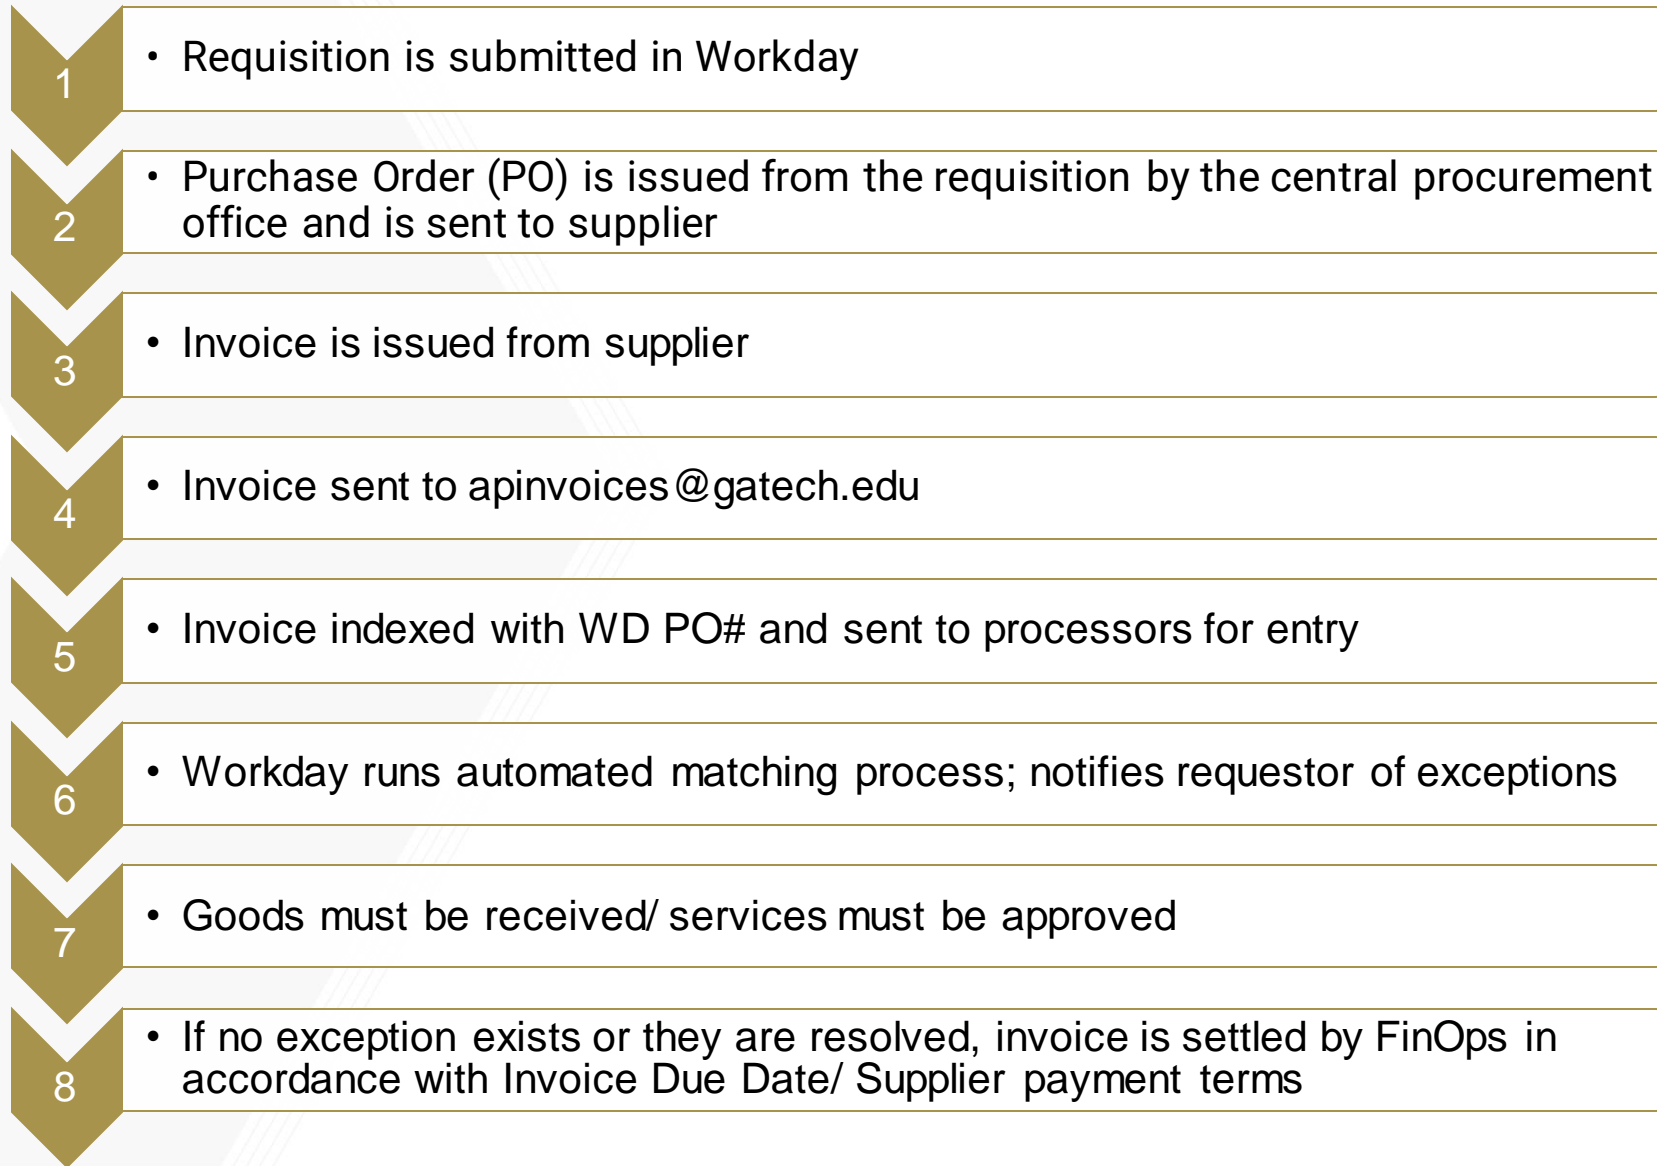 1
• Requisition is submitted in Workday
2
• Purchase Order (PO) is issued from the requisition by the central procurement
office and is sent to supplier
3
• Invoice is issued from supplier
4
• Invoice sent to apinvoices@gatech.edu
5
• Invoice indexed with WD PO# and sent to processors for entry
6
• Workday runs automated matching process; notifies requestor of exceptions
7
• Goods must be received/ services must be approved
8
• If no exception exists or they are resolved, invoice is settled by FinOps in
accordance with Invoice Due Date/ Supplier payment terms